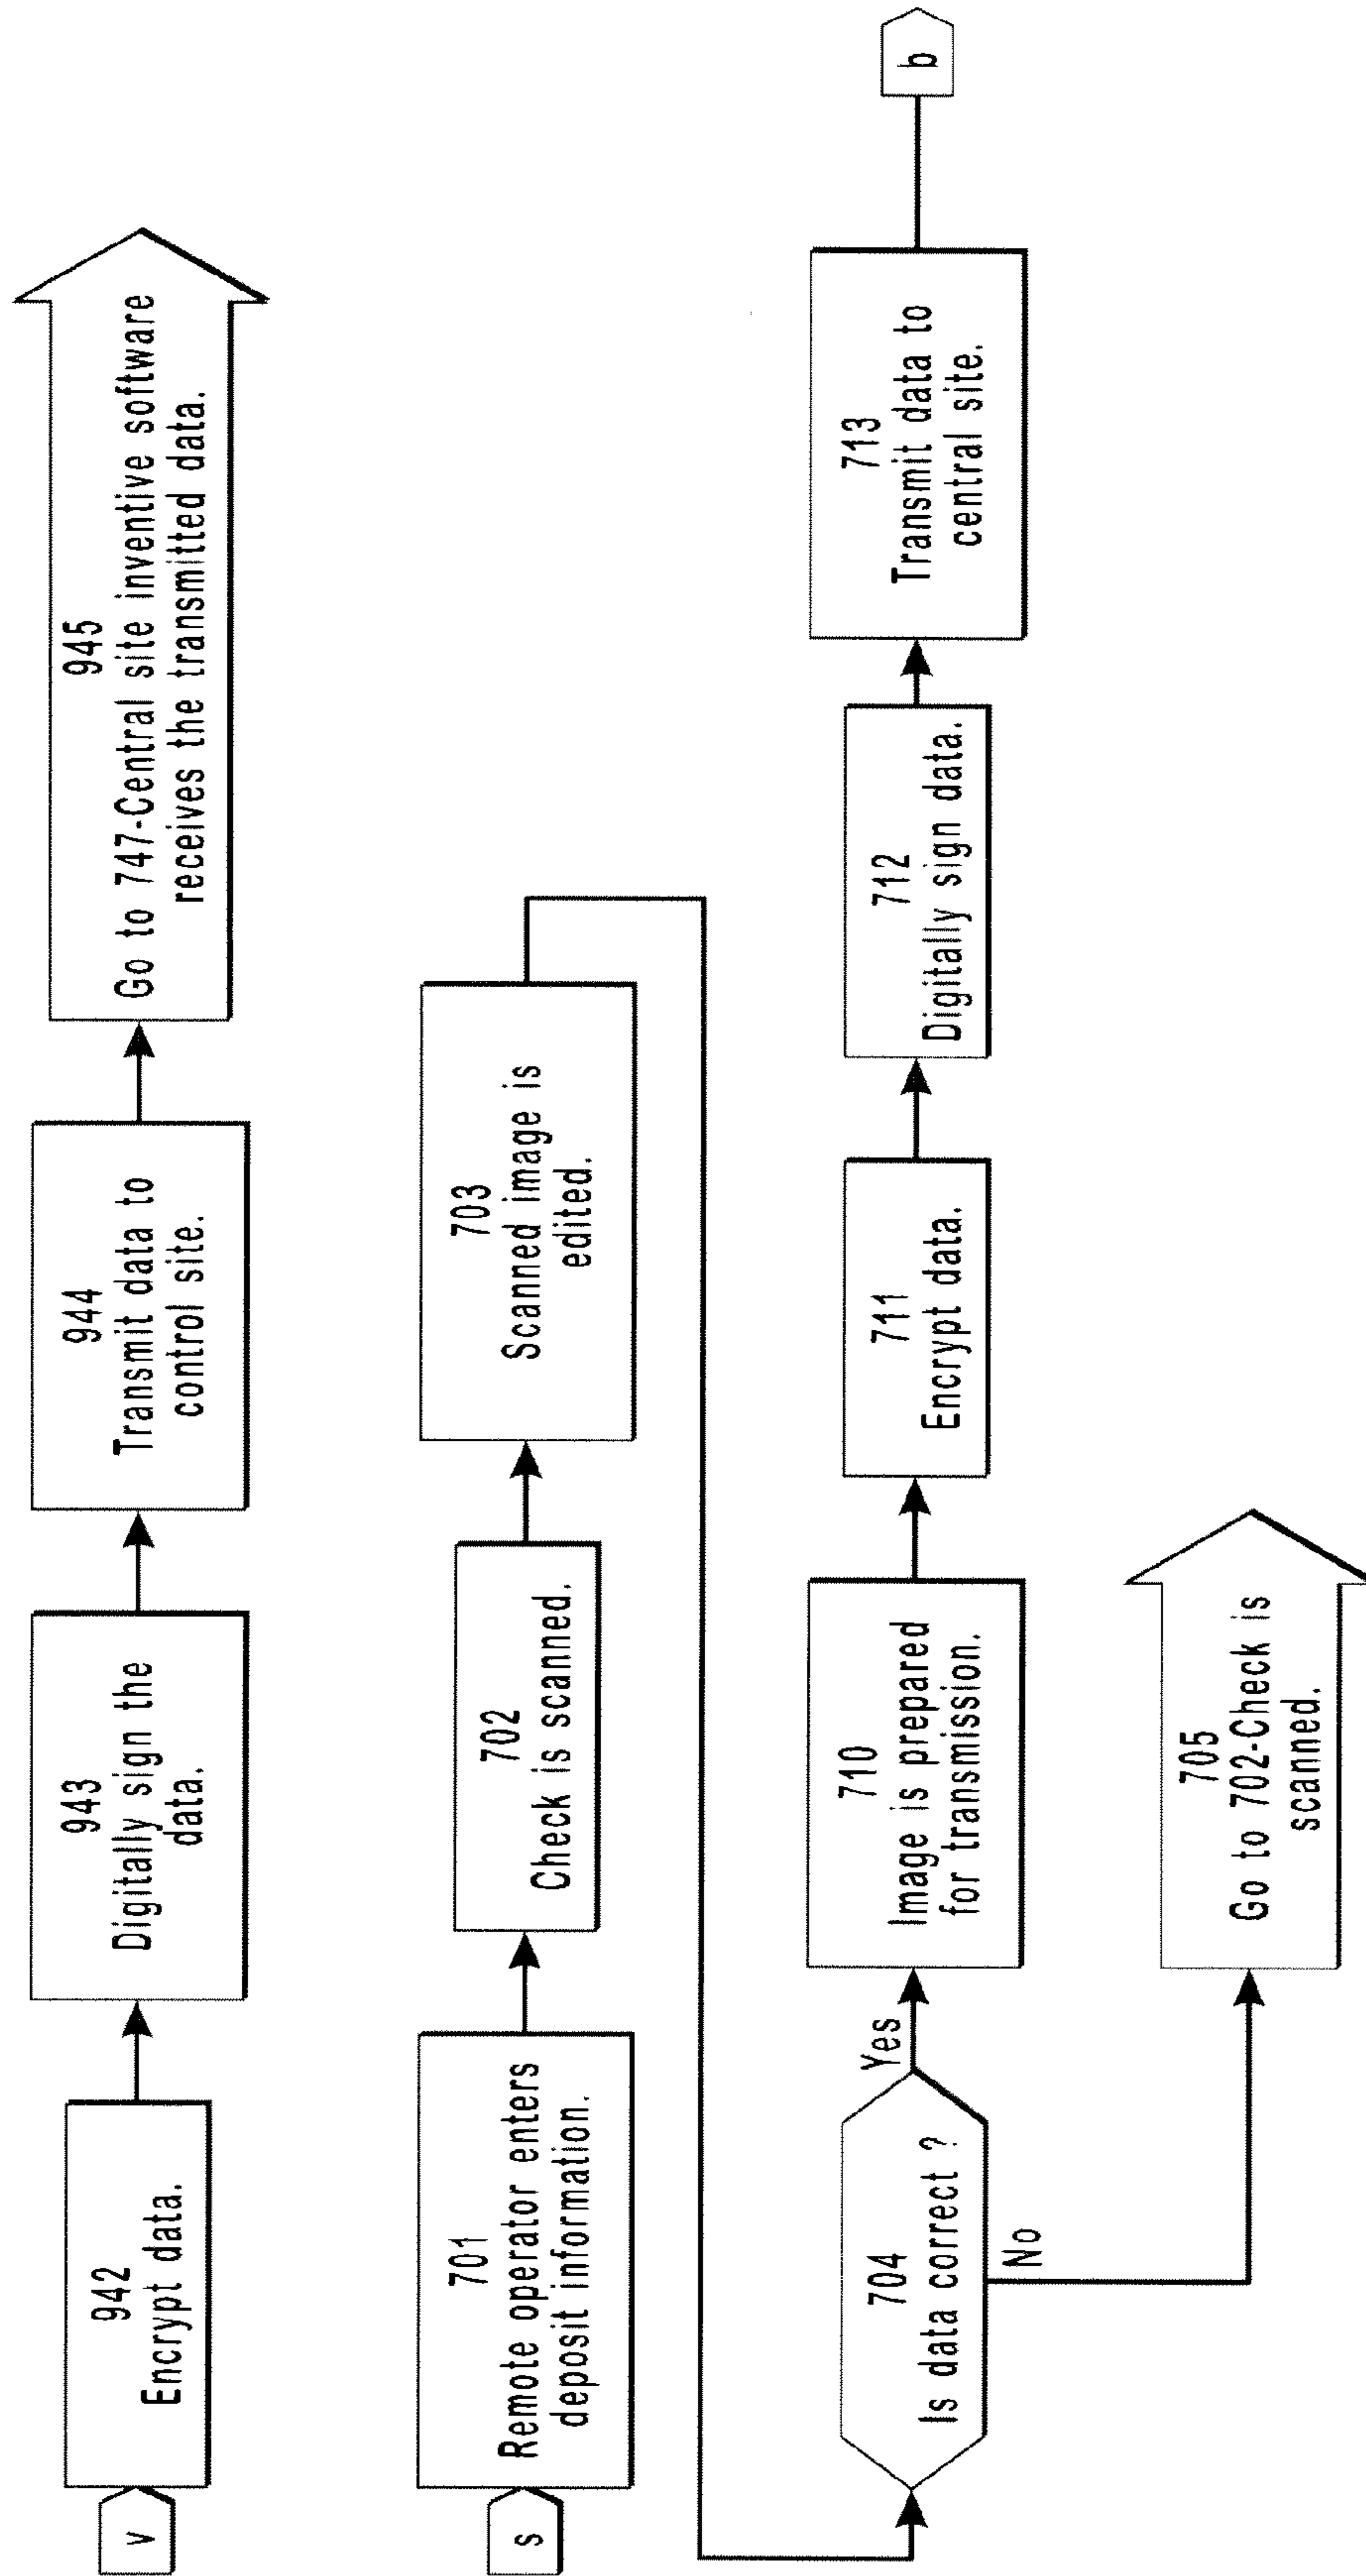 v
942
Encrypt data.
943
Digitally sign the
data.
944
Transmit data to
control site.
945
Go to 747-Central site inventive software
receives the transmitted data.
s
701
Remote operator enters
deposit information.
702
Check is scanned.
703
Scanned image is
edited.
704
Is data correct ?
Yes
No
710
Image is prepared
for transmission.
711
Encrypt data.
712
Digitally sign data.
713
Transmit data to
central site.
b
705
Go to 702-Check is
scanned.